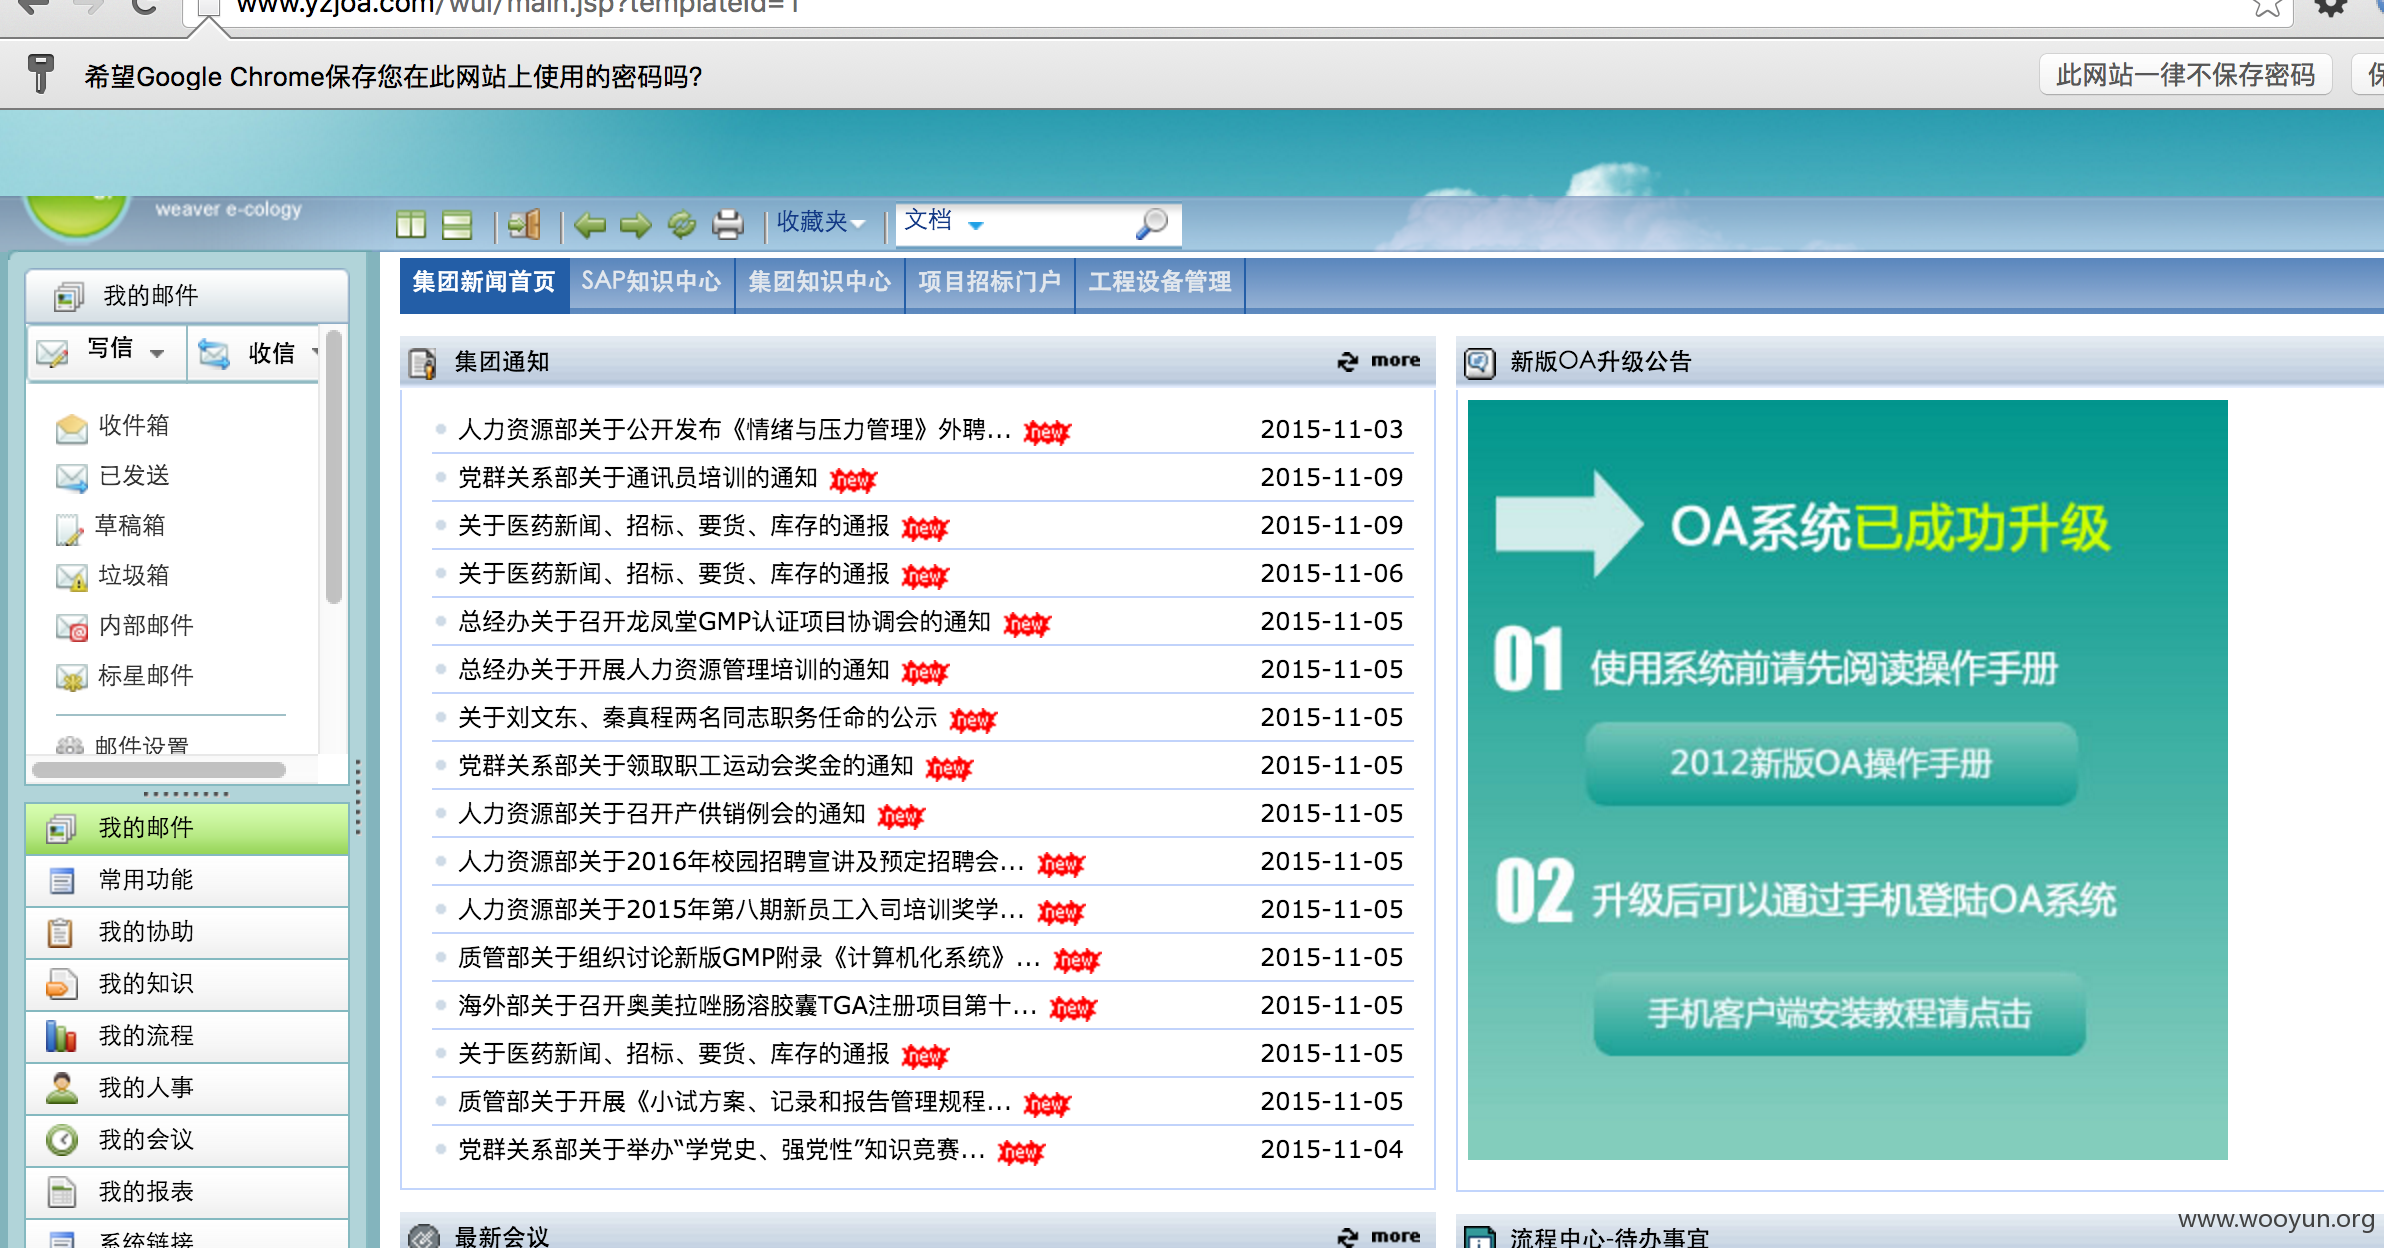 www.yzjoa.com/wui/main.jsp?templateId=1
希望Google Chrome保存您在此网站上使用的密码吗?
此网站一律不保存密码
weaver e-cology
收藏夹
文档
我的邮件
写信
收信
收件箱
已发送
草稿箱
垃圾箱
内部邮件
标星邮件
邮件设置
我的邮件
常用功能
我的协助
我的知识
我的流程
我的人事
我的会议
我的报表
系统链接
集团新闻首页 SAP知识中心 集团知识中心 项目招标门户 工程设备管理
集团通知 more
人力资源部关于公开发布《情绪与压力管理》外聘... new 2015-11-03
党群关系部关于通讯员培训的通知 new 2015-11-09
关于医药新闻、招标、要货、库存的通报 new 2015-11-09
关于医药新闻、招标、要货、库存的通报 new 2015-11-06
总经办关于召开龙凤堂GMP认证项目协调会的通知 new 2015-11-05
总经办关于开展人力资源管理培训的通知 new 2015-11-05
关于刘文东、秦真程两名同志职务任命的公示 new 2015-11-05
党群关系部关于领取职工运动会奖金的通知 new 2015-11-05
人力资源部关于召开产供销例会的通知 new 2015-11-05
人力资源部关于2016年校园招聘宣讲及预定招聘会... new 2015-11-05
人力资源部关于2015年第八期新员工入司培训奖学... new 2015-11-05
质管部关于组织讨论新版GMP附录《计算机化系统》... new 2015-11-05
海外部关于召开奥美拉唑肠溶胶囊TGA注册项目第十... new 2015-11-05
关于医药新闻、招标、要货、库存的通报 new 2015-11-05
质管部关于开展《小试方案、记录和报告管理规程... new 2015-11-05
党群关系部关于举办“学党史、强党性”知识竞赛... new 2015-11-04
最新会议 more
新版OA升级公告
OA系统已成功升级
01 使用系统前请先阅读操作手册
2012新版OA操作手册
02 升级后可以通过手机登陆OA系统
手机客户端安装教程请点击
流程中心-待办事宜
www.wooyun.org